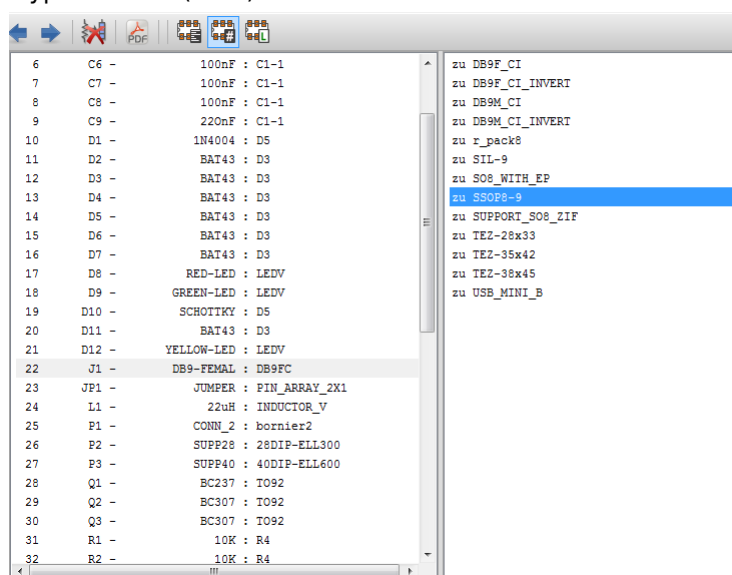 PDF
6 C6 - 100nF : C1-1
7 C7 - 100nF : C1-1
8 C8 - 100nF : C1-1
9 C9 - 220nF : C1-1
10 D1 - 1N4004 : D5
11 D2 - BAT43 : D3
12 D3 - BAT43 : D3
13 D4 - BAT43 : D3
14 D5 - BAT43 : D3
15 D6 - BAT43 : D3
16 D7 - BAT43 : D3
17 D8 - RED-LED : LEDV
18 D9 - GREEN-LED : LEDV
19 D10 - SCHOTTKY : D5
20 D11 - BAT43 : D3
21 D12 - YELLOW-LED : LEDV
22 J1 - DB9-FEMAL : DB9FC
23 JP1 - JUMPER : PIN_ARRAY_2X1
24 L1 - 22uH : INDUCTOR_V
25 P1 - CONN_2 : bornier2
26 P2 - SUPP28 : 28DIP-ELL300
27 P3 - SUPP40 : 40DIP-ELL600
28 Q1 - BC237 : TO92
29 Q2 - BC307 : TO92
30 Q3 - BC307 : TO92
31 R1 - 10K : R4
32 R2 - 10K : R4
zu DB9F_CI
zu DB9F_CI_INVERT
zu DB9M_CI
zu DB9M_CI_INVERT
zu r_pack8
zu SIL-9
zu SO8_WITH_EP
zu SSOP8-9
zu SUPPORT_SO8_ZIF
zu TEZ-28x33
zu TEZ-35x42
zu TEZ-38x45
zu USB_MINI_B